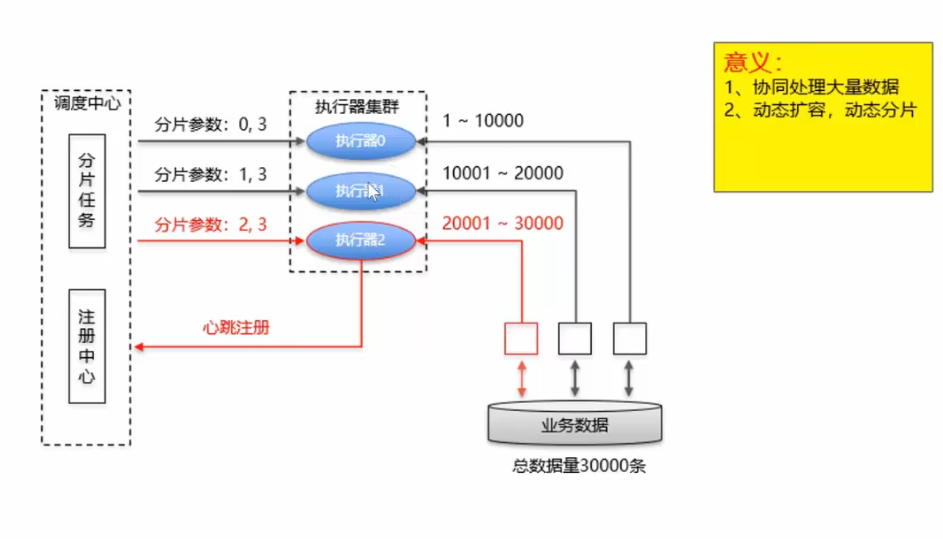 意义：
1、协同处理大量数据
2、动态扩容，动态分片
调度中心
分片任务
注册中心
执行器集群
分片参数：0, 3
执行器0
1 ~ 10000
分片参数：1, 3
执行器1
10001 ~ 20000
分片参数：2, 3
执行器2
20001 ~ 30000
心跳注册
业务数据
总数据量30000条